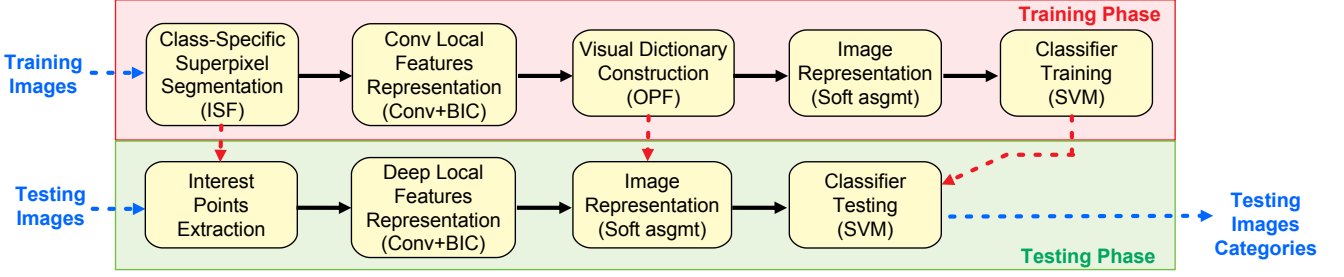 Training Phase
Training
Images
Class-Specific
Superpixel
Segmentation
(ISF)
Conv Local
Features
Representation
(Conv+BIC)
Visual Dictionary
Construction
(OPF)
Image
Representation
(Soft asgmt)
Classifier
Training
(SVM)
Testing
Images
Interest
Points
Extraction
Deep Local
Features
Representation
(Conv+BIC)
Image
Representation
(Soft asgmt)
Classifier
Testing
(SVM)
Testing
Images
Categories
Testing Phase